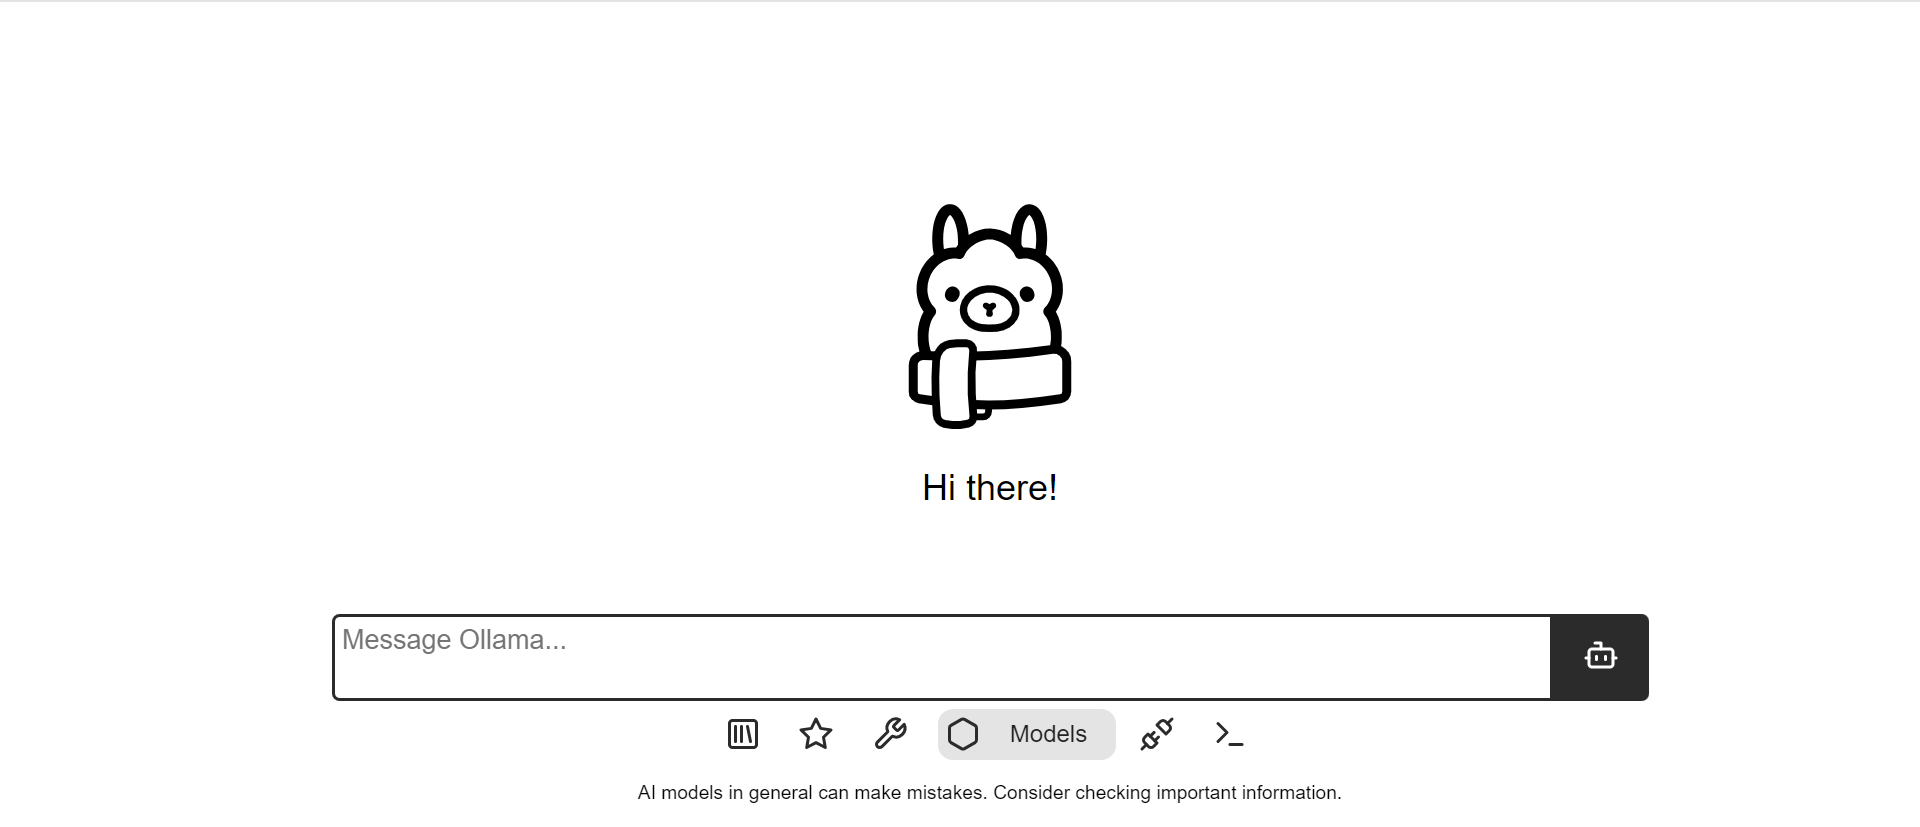 Hi there!
Message Ollama...
Models
AI models in general can make mistakes. Consider checking important information.